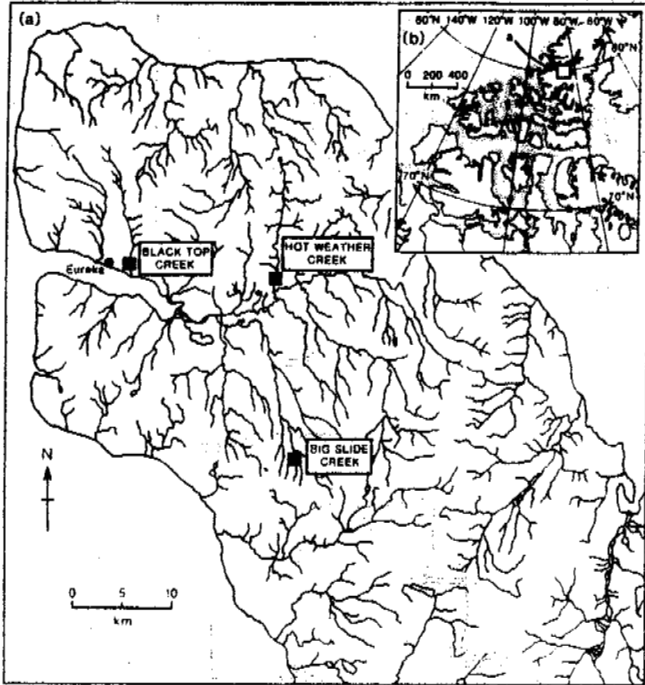 (a)
60°N 140°W 120°W 100°W 80°W 60°W
(b)
a
80°N
0 200 400
km
70°N
70°N
BLACK TOP
CREEK
HOT WEATHER
CREEK
Eureka
BIG SLIDE
CREEK
N
0 5 10
km